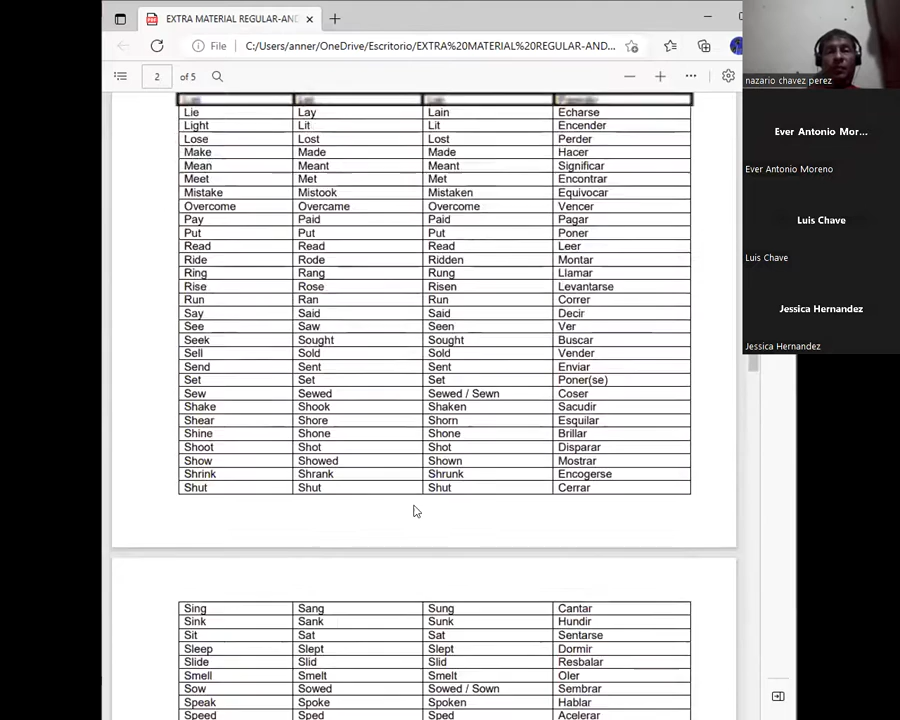 EXTRA MATERIAL REGULAR-AND
File C:/Users/anner/OneDrive/Escritorio/EXTRA%20MATERIAL%20REGULAR-AND...
2 of 5
Lie Lay Lain Echarse
Light Lit Lit Encender
Lose Lost Lost Perder
Make Made Made Hacer
Mean Meant Meant Significar
Meet Met Met Encontrar
Mistake Mistook Mistaken Equivocar
Overcome Overcame Overcome Vencer
Pay Paid Paid Pagar
Put Put Put Poner
Read Read Read Leer
Ride Rode Ridden Montar
Ring Rang Rung Llamar
Rise Rose Risen Levantarse
Run Ran Run Correr
Say Said Said Decir
See Saw Seen Ver
Seek Sought Sought Buscar
Sell Sold Sold Vender
Send Sent Sent Enviar
Set Set Set Poner(se)
Sew Sewed Sewed / Sewn Coser
Shake Shook Shaken Sacudir
Shear Shore Shorn Esquilar
Shine Shone Shone Brillar
Shoot Shot Shot Disparar
Show Showed Shown Mostrar
Shrink Shrank Shrunk Encogerse
Shut Shut Shut Cerrar
Sing Sang Sung Cantar
Sink Sank Sunk Hundir
Sit Sat Sat Sentarse
Sleep Slept Slept Dormir
Slide Slid Slid Resbalar
Smell Smelt Smelt Oler
Sow Sowed Sowed / Sown Sembrar
Speak Spoke Spoken Hablar
Speed Sped Sped Acelerar
nazario chavez perez
Ever Antonio Mor...
Ever Antonio Moreno
Luis Chave
Luis Chave
Jessica Hernandez
Jessica Hernandez